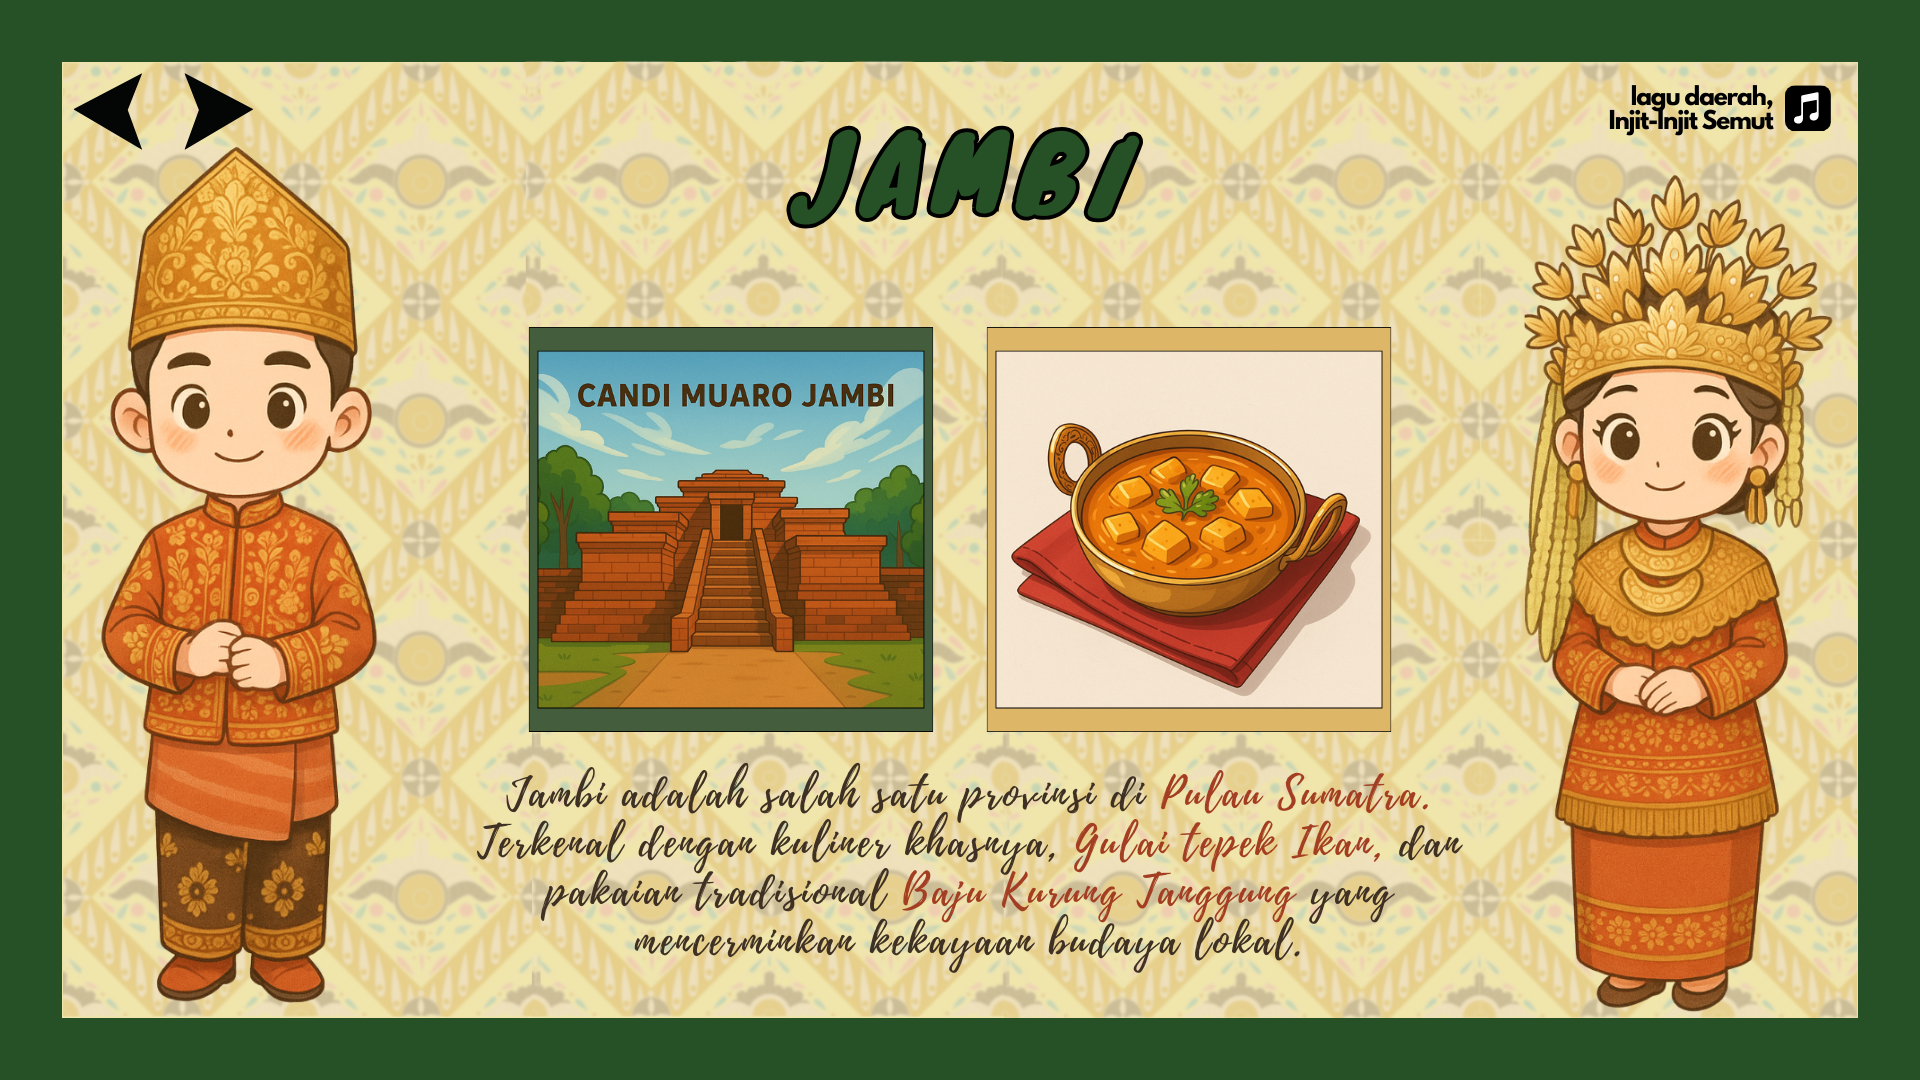 lagu daerah,
Injit-Injit Semut
JAMBI
CANDI MUARO JAMBI
Jambi adalah salah satu provinsi di Pulau Sumatra.
Terkenal dengan kuliner khasnya, Gulai tepek Ikan, dan
pakaian tradisional Baju Kurung Tanggung yang
mencerminkan kekayaan budaya lokal.